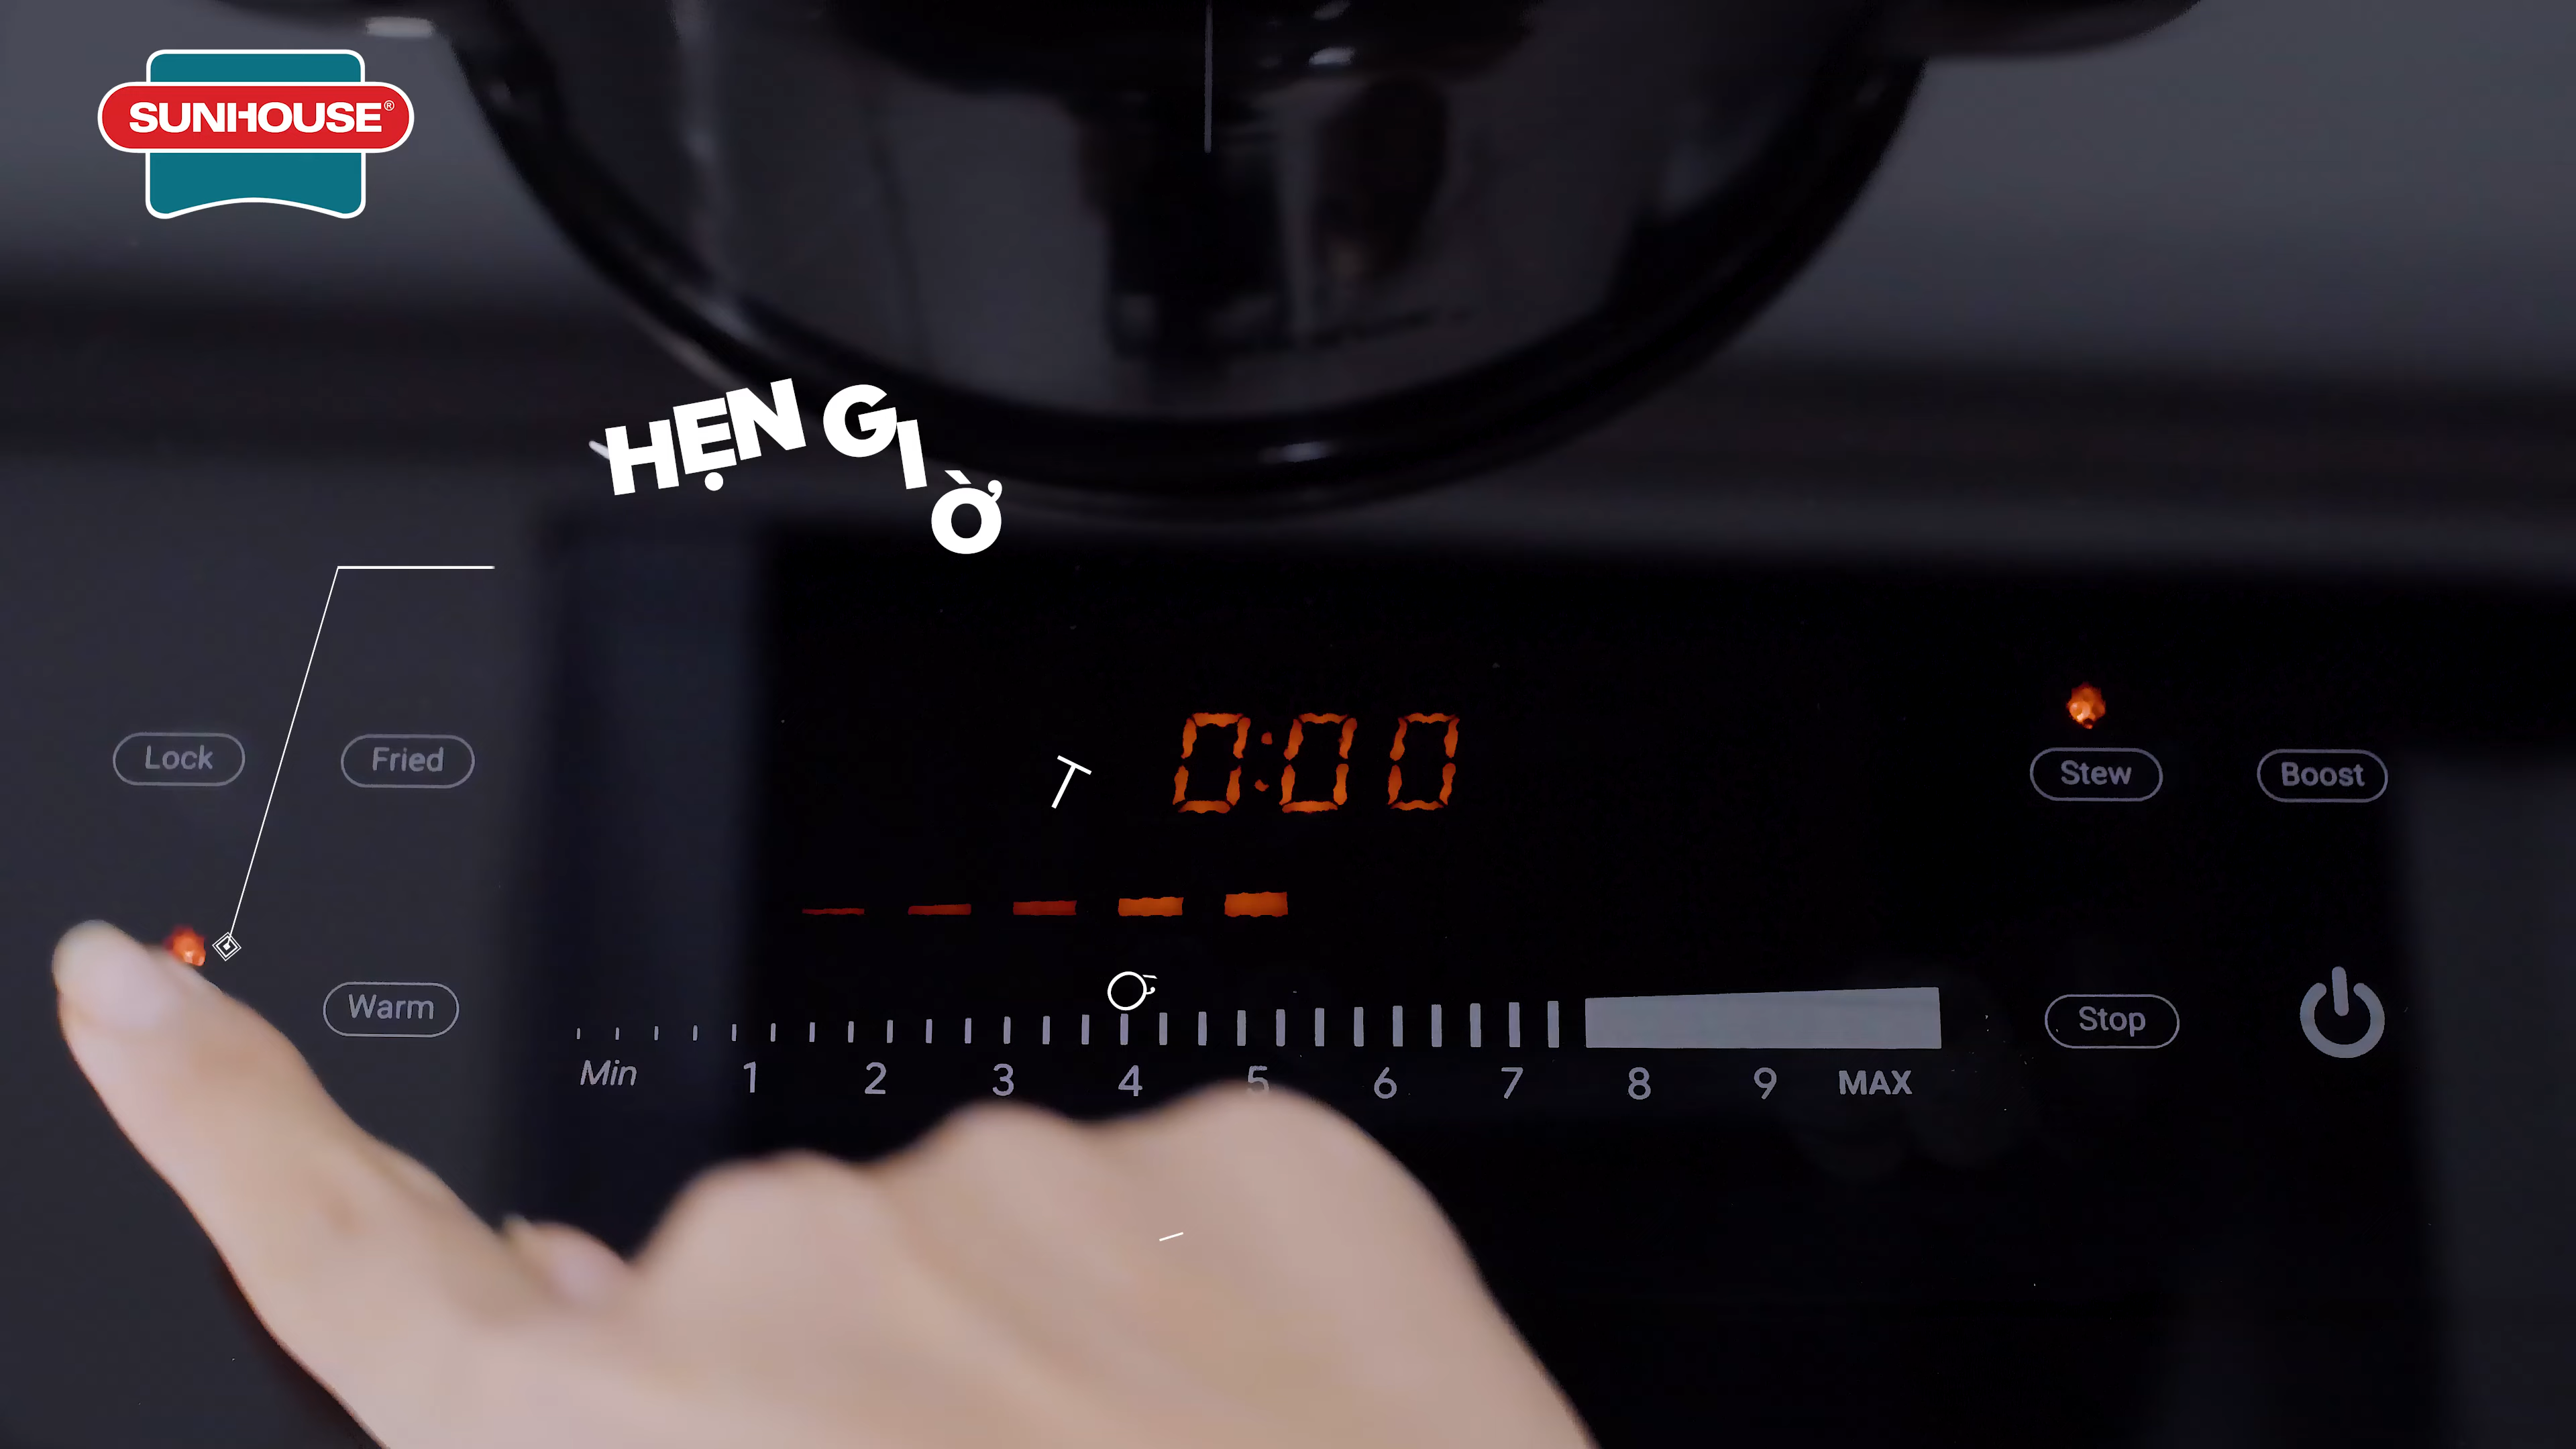 SUNHOUSE®
HẸN GIỜ
0:00
Lock
Fried
Stew
Boost
Warm
Stop
Min 1 2 3 4 5 6 7 8 9 MAX